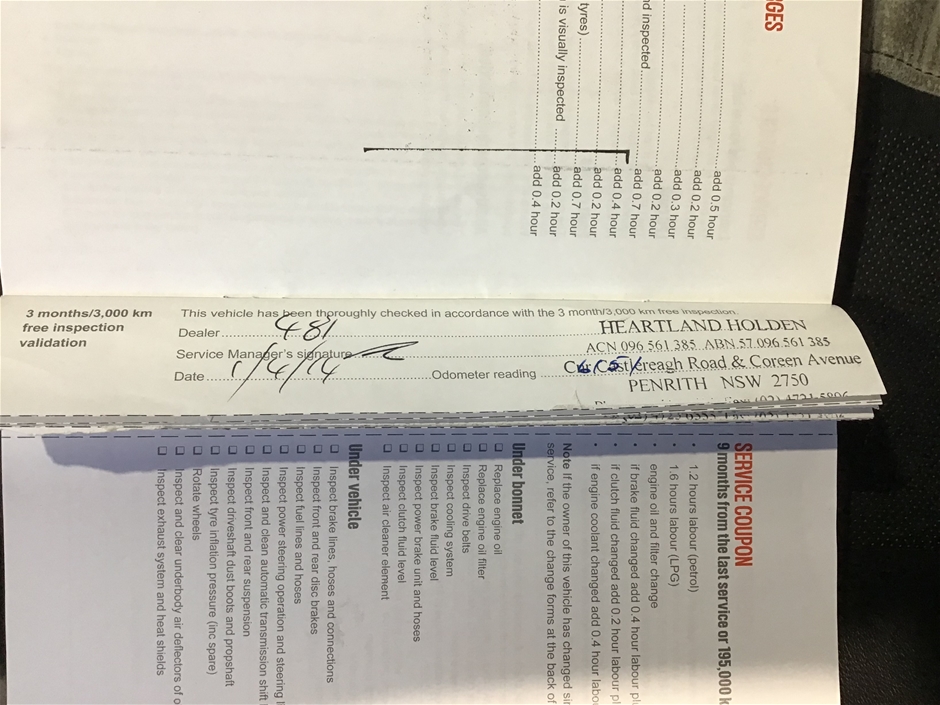 GES
add 0.5 hour
add 0.2 hour
add 0.3 hour
nd inspected add 0.2 hour
add 0.7 hour
add 0.4 hour
add 0.2 hour
tyres) add 0.7 hour
is visually inspected add 0.2 hour
add 0.4 hour
3 months/3,000 km
free inspection
validation
This vehicle has been thoroughly checked in accordance with the 3 month/3,000 km free inspection.
Dealer 481
Service Manager's signature
Date 1/4/14 Odometer reading
HEARTLAND HOLDEN
ACN 096 561 385 ABN 57 096 561 385
Castlereagh Road & Coreen Avenue
PENRITH NSW 2750
SERVICE COUPON
9 months from the last service or 195,000 k
• 1.2 hours labour (petrol)
• 1.6 hours labour (LPG)
engine oil and filter change
• if brake fluid changed add 0.4 hour labour pl
• if clutch fluid changed add 0.2 hour labour pl
• if engine coolant changed add 0.4 hour labo
Note If the owner of this vehicle has changed si
service, refer to the change forms at the back of
Under bonnet
❑ Replace engine oil
❑ Replace engine oil filter
❑ Inspect drive belts
❑ Inspect cooling system
❑ Inspect brake fluid level
❑ Inspect power brake unit and hoses
❑ Inspect clutch fluid level
❑ Inspect air cleaner element
Under vehicle
❑ Inspect brake lines, hoses and connections
❑ Inspect front and rear disc brakes
❑ Inspect fuel lines and hoses
❑ Inspect power steering operation and steering l
❑ Inspect and clean automatic transmission shift
❑ Inspect front and rear suspension
❑ Inspect driveshaft dust boots and propshaft
❑ Inspect tyre inflation pressure (inc spare)
❑ Rotate wheels
❑ Inspect and clear underbody air deflectors of o
❑ Inspect exhaust system and heat shields